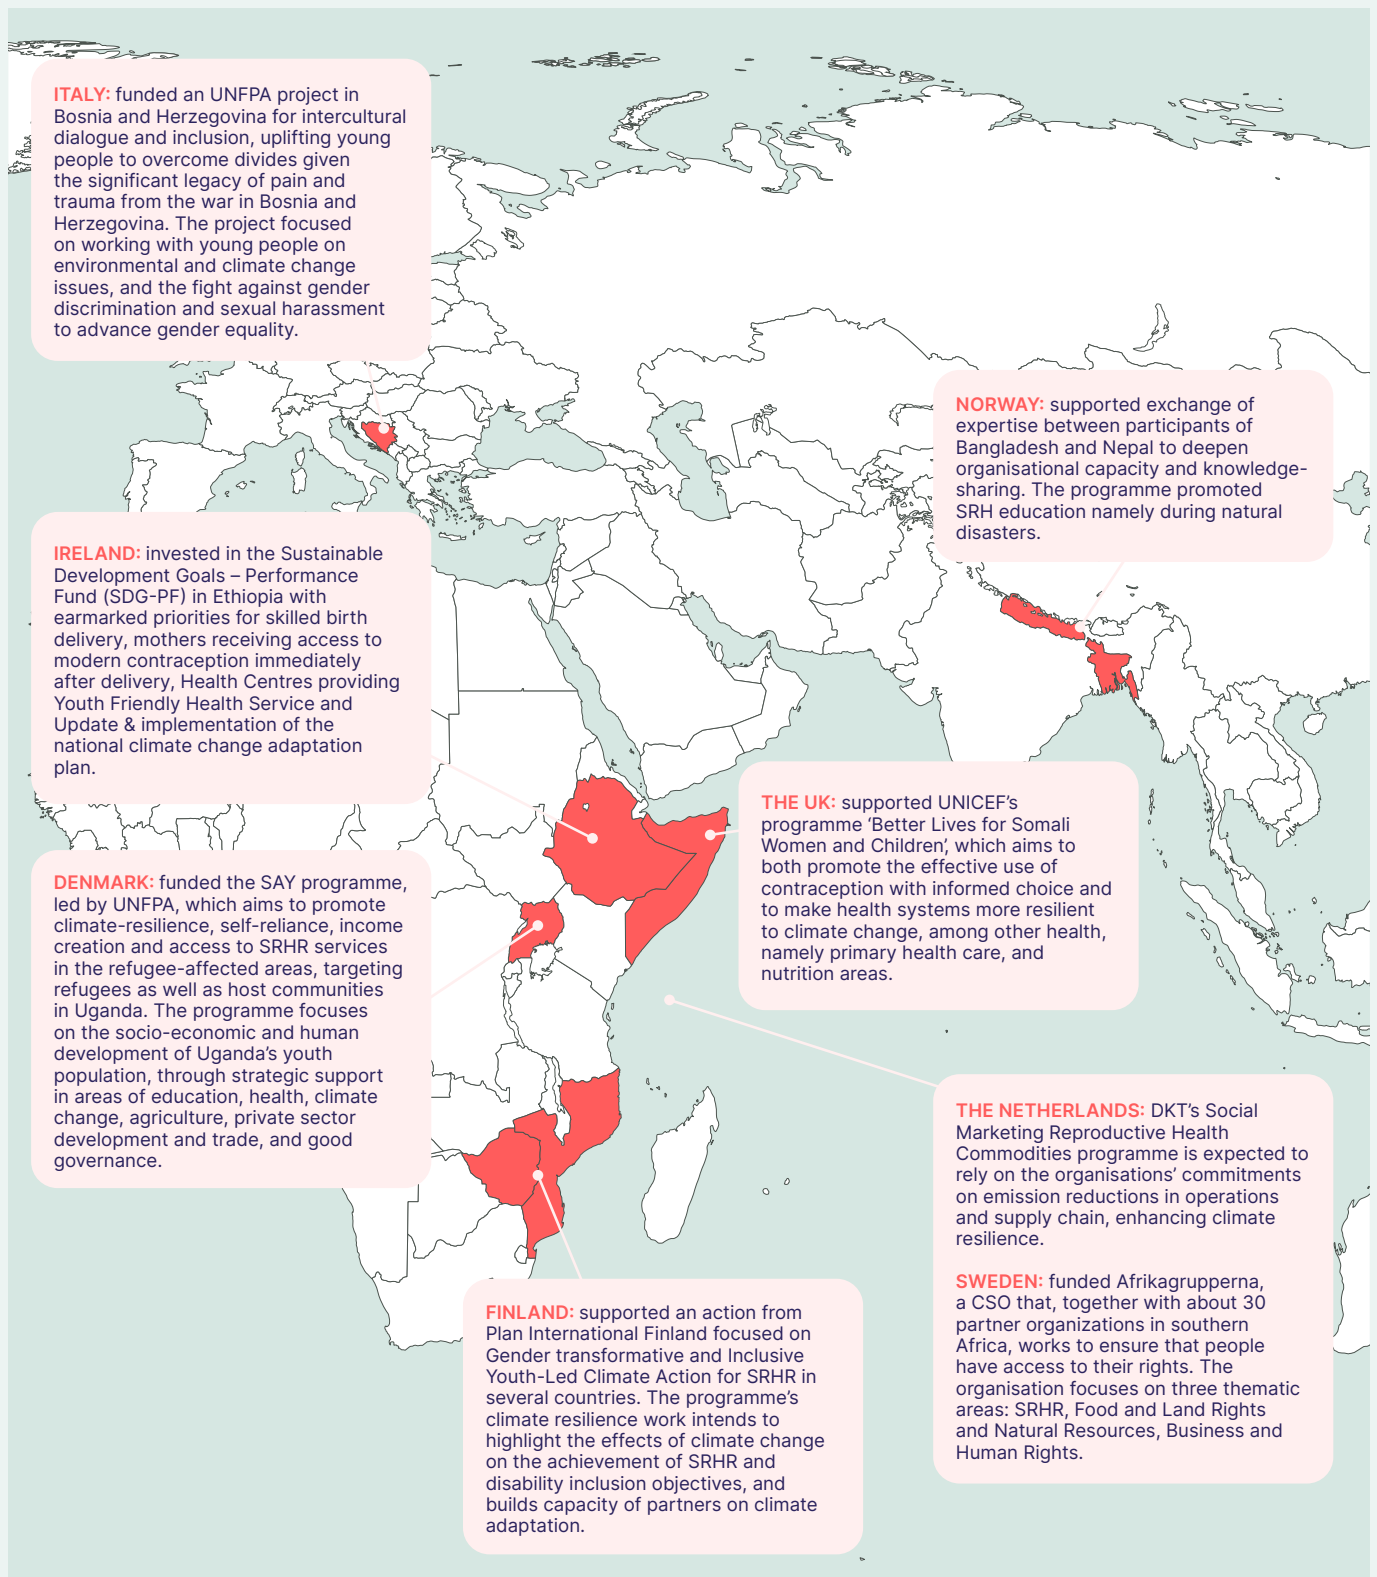 ITALY: funded an UNFPA project in
Bosnia and Herzegovina for intercultural
dialogue and inclusion, uplifting young
people to overcome divides given
the significant legacy of pain and
trauma from the war in Bosnia and
Herzegovina. The project focused
on working with young people on
environmental and climate change
issues, and the fight against gender
discrimination and sexual harassment
to advance gender equality.
NORWAY: supported exchange of
expertise between participants of
Bangladesh and Nepal to deepen
organisational capacity and knowledge-
sharing. The programme promoted
SRH education namely during natural
disasters.
IRELAND: invested in the Sustainable
Development Goals – Performance
Fund (SDG-PF) in Ethiopia with
earmarked priorities for skilled birth
delivery, mothers receiving access to
modern contraception immediately
after delivery, Health Centres providing
Youth Friendly Health Service and
Update & implementation of the
national climate change adaptation
plan.
THE UK: supported UNICEF’s
programme ‘Better Lives for Somali
Women and Children’, which aims to
both promote the effective use of
contraception with informed choice and
to make health systems more resilient
to climate change, among other health,
namely primary health care, and
nutrition areas.
DENMARK: funded the SAY programme,
led by UNFPA, which aims to promote
climate-resilience, self-reliance, income
creation and access to SRHR services
in the refugee-affected areas, targeting
refugees as well as host communities
in Uganda. The programme focuses
on the socio-economic and human
development of Uganda’s youth
population, through strategic support
in areas of education, health, climate
change, agriculture, private sector
development and trade, and good
governance.
THE NETHERLANDS: DKT’s Social
Marketing Reproductive Health
Commodities programme is expected to
rely on the organisations’ commitments
on emission reductions in operations
and supply chain, enhancing climate
resilience.
SWEDEN: funded Afrikagrupperna,
a CSO that, together with about 30
partner organizations in southern
Africa, works to ensure that people
have access to their rights. The
organisation focuses on three thematic
areas: SRHR, Food and Land Rights
and Natural Resources, Business and
Human Rights.
FINLAND: supported an action from
Plan International Finland focused on
Gender transformative and Inclusive
Youth-Led Climate Action for SRHR in
several countries. The programme’s
climate resilience work intends to
highlight the effects of climate change
on the achievement of SRHR and
disability inclusion objectives, and
builds capacity of partners on climate
adaptation.